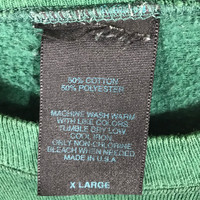 50% COTTON
50% POLYESTER
MACHINE WASH WARM
WITH LIKE COLORS
TUMBLE DRY LOW
COOL IRON
ONLY NON-CHLORINE
BLEACH WHEN NEEDED
MADE IN U.S.A
X LARGE